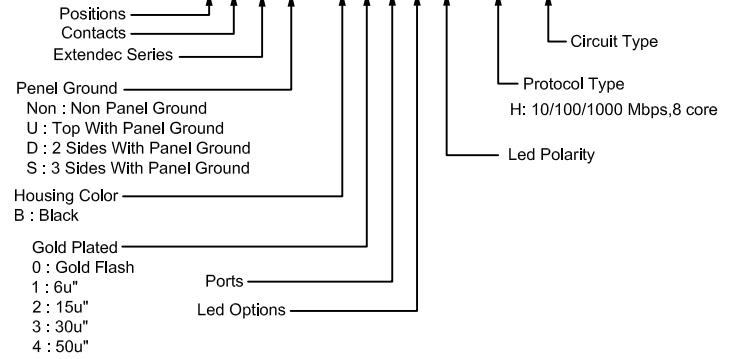 Positions
Contacts
Extendec Series
Penel Ground
Non : Non Panel Ground
U : Top With Panel Ground
D : 2 Sides With Panel Ground
S : 3 Sides With Panel Ground
Housing Color
B : Black
Gold Plated
0 : Gold Flash
1 : 6u"
2 : 15u"
3 : 30u"
4 : 50u"
Ports
Led Options
Circuit Type
Protocol Type
H: 10/100/1000 Mbps,8 core
Led Polarity